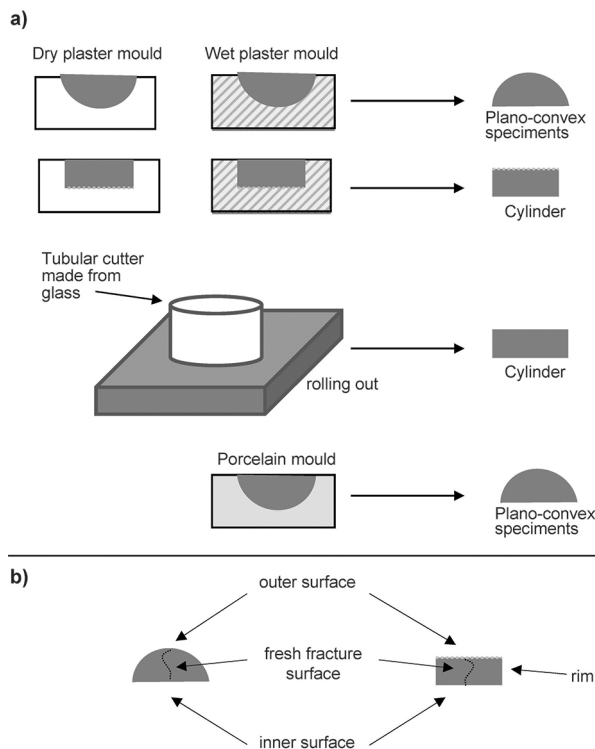 a)
Dry plaster mould
Wet plaster mould
Plano-convex
speciments
Cylinder
Tubular cutter
made from
glass
rolling out
Cylinder
Porcelain mould
Plano-convex
speciments
b)
outer surface
fresh fracture
surface
rim
inner surface